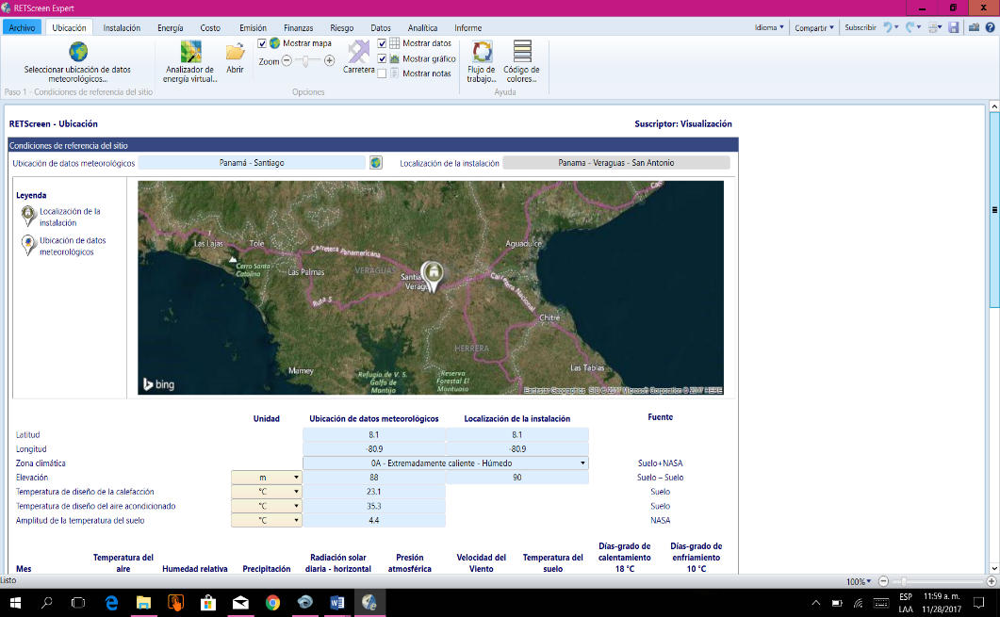 RETScreen Expert
Archivo Ubicación Instalación Energía Costo Emisión Finanzas Riesgo Datos Analítica Informe Idioma Compartir Suscribir
Seleccionar ubicación de datos meteorológicos...
Paso 1 - Condiciones de referencia del sitio
Analizador de energía virtual...
Abrir
Mostrar mapa
Zoom
Carretera
Mostrar datos
Mostrar gráfico
Mostrar notas
Opciones
Flujo de trabajo...
Código de colores...
Ayuda
RETScreen - Ubicación Suscriptor: Visualización
Condiciones de referencia del sitio
Ubicación de datos meteorológicos Panamá - Santiago Localización de la instalación Panama - Veraguas - San Antonio
Leyenda
Localización de la
instalación
Ubicación de datos
meteorológicos
Las Lajas
Tole
Carretera Panamericana
Cerro Santa
Catolina
Las Palmas
VERAGUAS
Ruta 5
Aguadulce
Chitré
HERRERA
Las Tablas
Mamey
Refugio de V. S.
Golfo de
Montijo
Reserva
Forestal El
Montuoso
bing
Earthstar Geographics SIO © 2017 Microsoft Corporation © 2017 HERE
Unidad Ubicación de datos meteorológicos Localización de la instalación Fuente
Latitud 8.1 8.1
Longitud -80.9 -80.9
Zona climática 0A - Extremadamente caliente - Húmedo Suelo+NASA
Elevación m 88 90 Suelo – Suelo
Temperatura de diseño de la calefacción °C 23.1 Suelo
Temperatura de diseño del aire acondicionado °C 35.3 Suelo
Amplitud de la temperatura del suelo °C 4.4 NASA
Mes
Temperatura del
aire
Humedad relativa
Precipitación
Radiación solar
diaria - horizontal
Presión
atmosférica
Velocidad del
Viento
Temperatura del
suelo
Días-grado de
calentamiento
18 °C
Días-grado de
enfriamiento
10 °C
Listo 100%
ESP 11:59 a. m.
LAA 11/28/2017